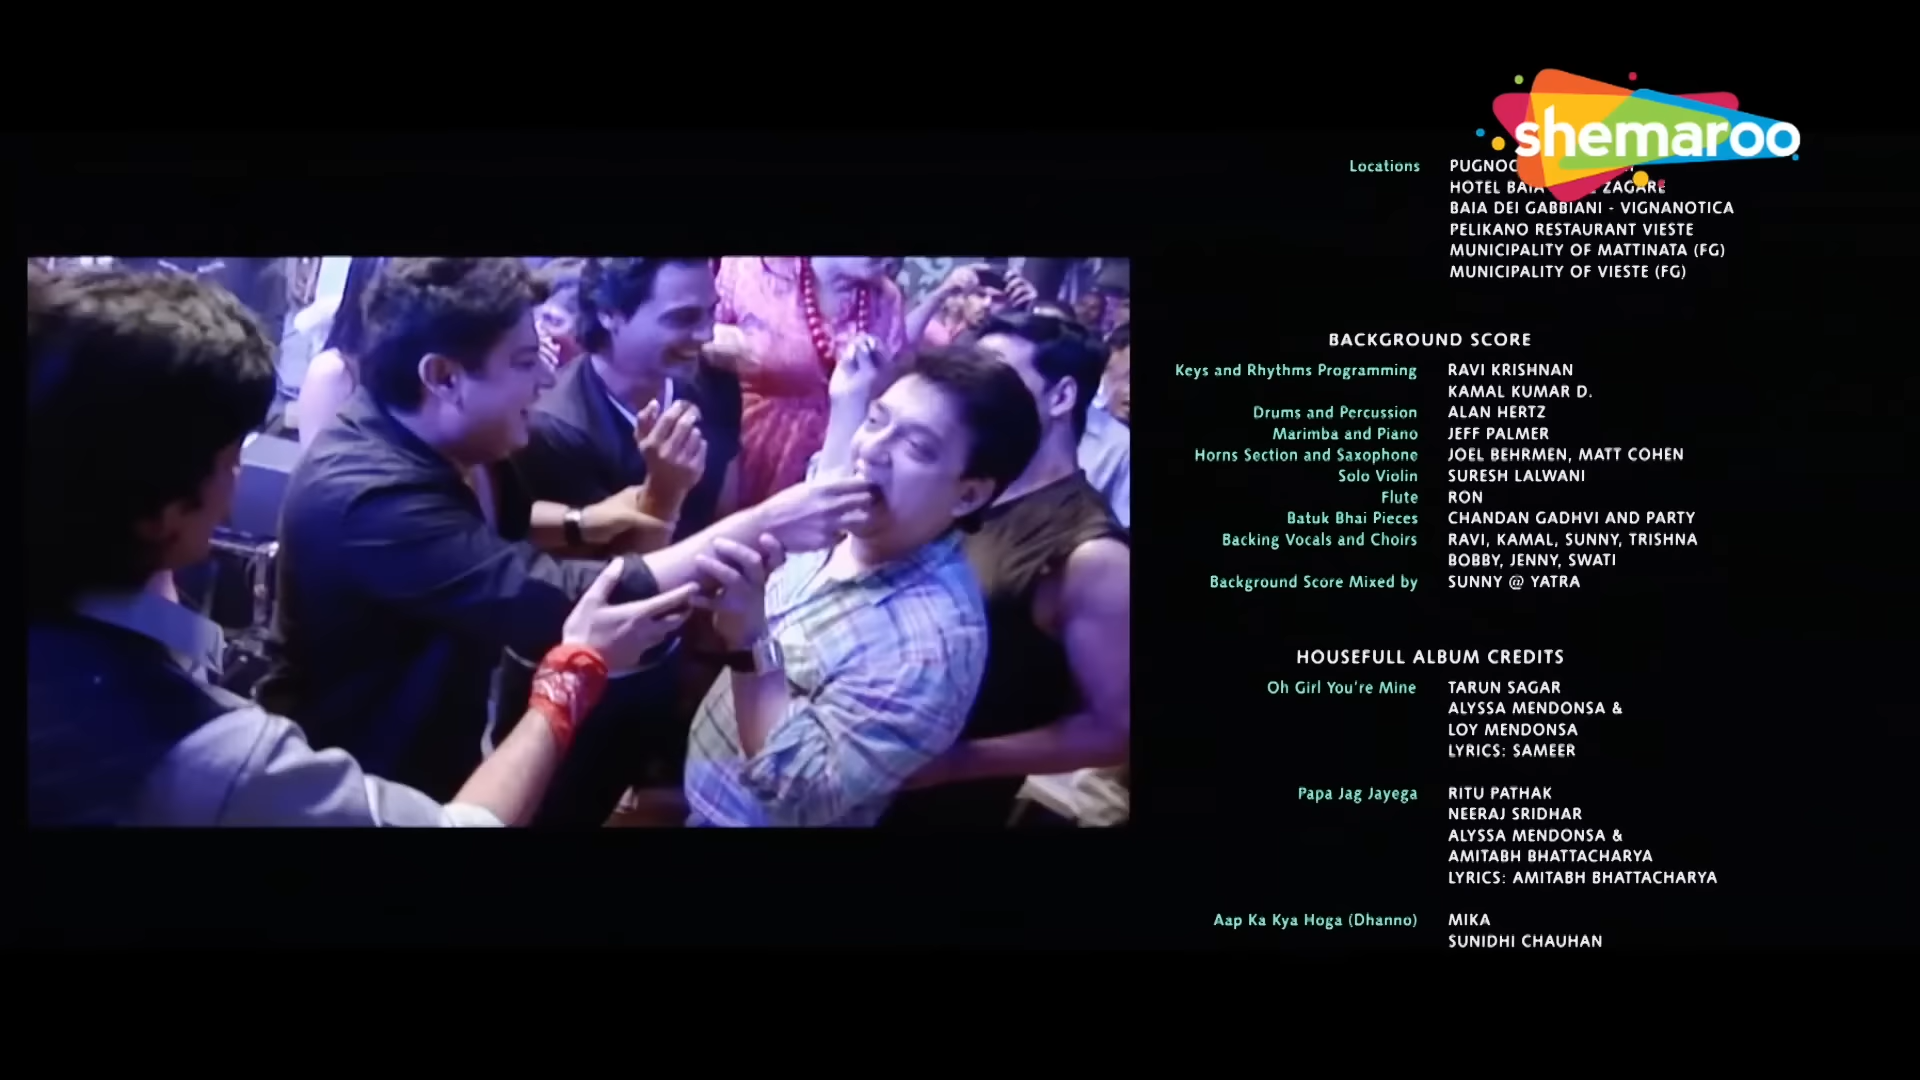 shemaroo
Locations
HOTEL BAIA ZAGARE
BAIA DEI GABBIANI - VIGNANOTICA
PELIKANO RESTAURANT VIESTE
MUNICIPALITY OF MATTINATA (FG)
MUNICIPALITY OF VIESTE (FG)
BACKGROUND SCORE
Keys and Rhythms Programming RAVI KRISHNAN
KAMAL KUMAR D.
Drums and Percussion ALAN HERTZ
Marimba and Piano JEFF PALMER
Horns Section and Saxophone JOEL BEHRMEN, MATT COHEN
Solo Violin SURESH LALWANI
Flute RON
Batuk Bhai Pieces CHANDAN GADHVI AND PARTY
Backing Vocals and Choirs RAVI, KAMAL, SUNNY, TRISHNA
BOBBY, JENNY, SWATI
Background Score Mixed by SUNNY @ YATRA
HOUSEFULL ALBUM CREDITS
Oh Girl You're Mine TARUN SAGAR
ALYSSA MENDONSA &
LOY MENDONSA
LYRICS: SAMEER
Papa Jag Jayega RITU PATHAK
NEERAJ SRIDHAR
ALYSSA MENDONSA &
AMITABH BHATTACHARYA
LYRICS: AMITABH BHATTACHARYA
Aap Ka Kya Hoga (Dhanno) MIKA
SUNIDHI CHAUHAN